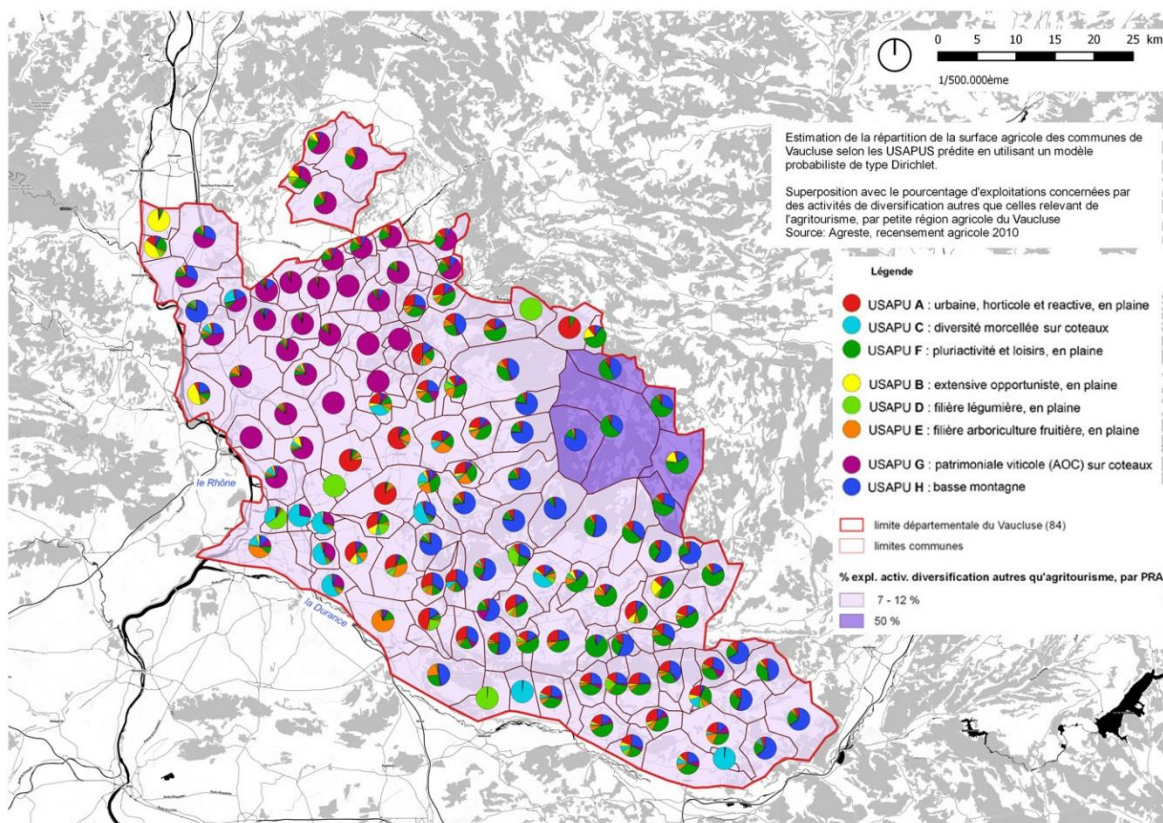 0 5 10 15 20 25 km
1/500.000ème
Estimation de la répartition de la surface agricole des communes de
Vaucluse selon les USAPUS prédite en utilisant un modèle
probabiliste de type Dirichlet.
Superposition avec le pourcentage d'exploitations concernées par
des activités de diversification autres que celles relevant de
l'agritourisme, par petite région agricole du Vaucluse
Source: Agreste, recensement agricole 2010
Légende
USAPU A : urbaine, horticole et reactive, en plaine
USAPU C : diversité morcellée sur coteaux
USAPU F : pluriactivité et loisirs, en plaine
USAPU B : extensive opportuniste, en plaine
USAPU D : filière légumière, en plaine
USAPU E : filière arboriculture fruitière, en plaine
USAPU G : patrimoniale viticole (AOC) sur coteaux
USAPU H : basse montagne
limite départementale du Vaucluse (84)
limites communes
% expl. activ. diversification autres qu'agritourisme, par PRA
7 - 12 %
50 %
le Rhône
la Durance